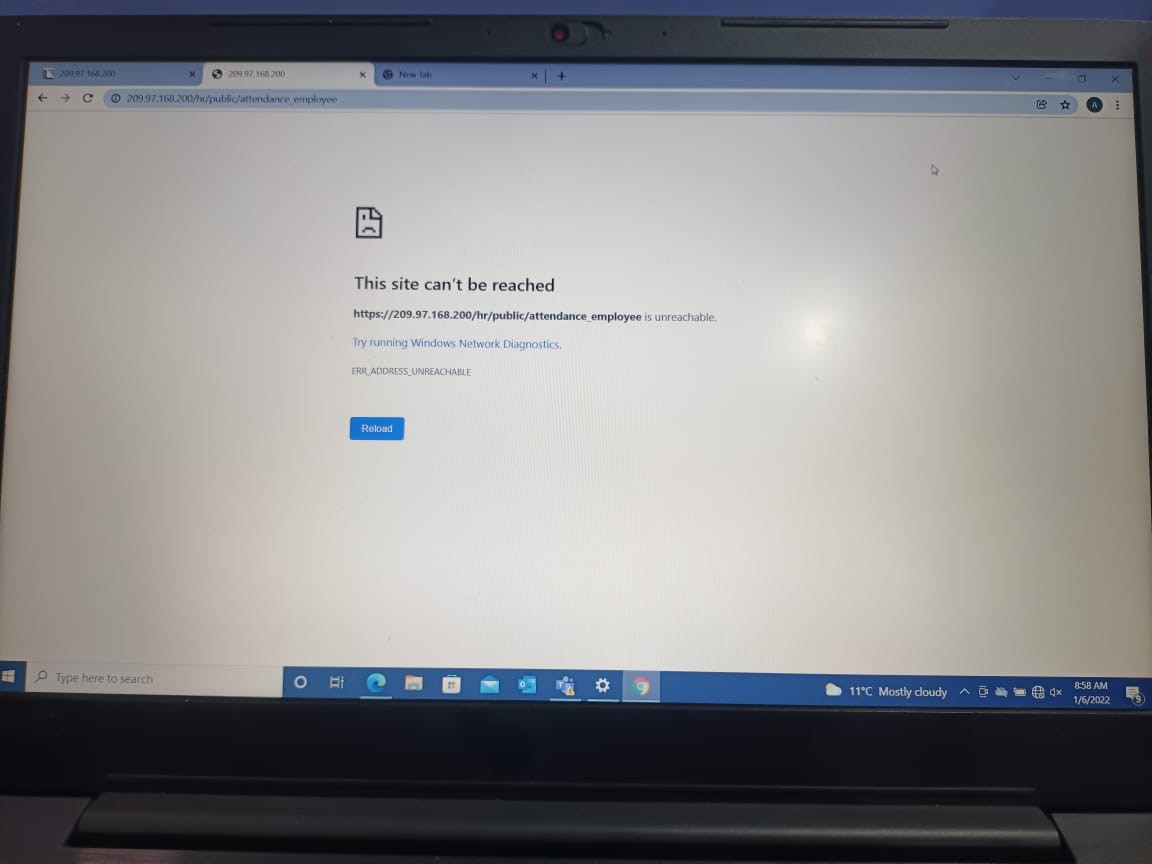 209.97.168.200
209.97.168.200
New Tab
209.97.168.200/hr/public/attendance_employee
A
This site can't be reached
https://209.97.168.200/hr/public/attendance_employee is unreachable.
Try running Windows Network Diagnostics.
ERR_ADDRESS_UNREACHABLE
Reload
Type here to search
11°C Mostly cloudy
8:58 AM
1/6/2022
9